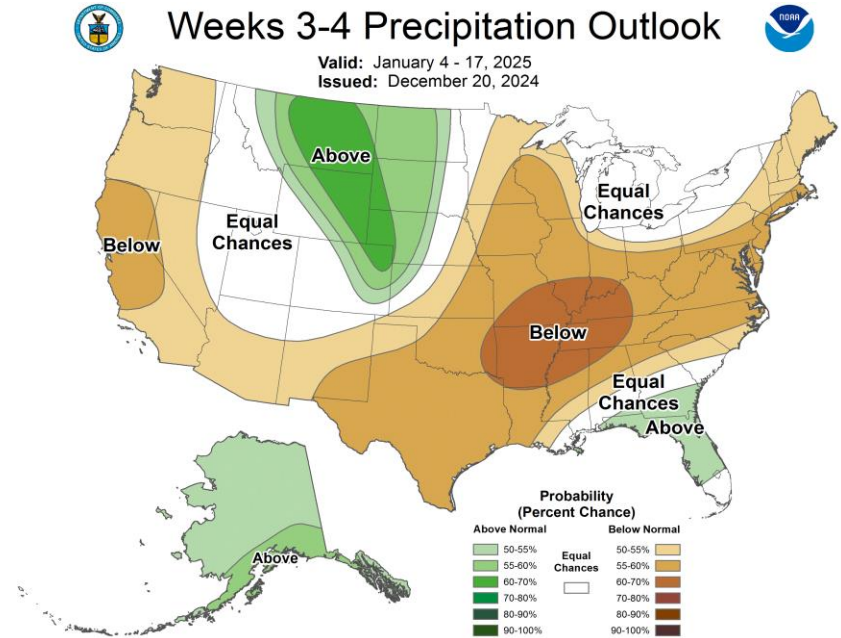 Weeks 3-4 Precipitation Outlook
NOAA
Valid: January 4 - 17, 2025
Issued: December 20, 2024
Above
Equal
Chances
Equal
Chances
Below
Below
Equal
Chances
Above
Above
Probability
(Percent Chance)
Above Normal
Below Normal
50-55%
55-60%
60-70%
70-80%
80-90%
90-100%
Equal
Chances
50-55%
55-60%
60-70%
70-80%
80-90%
90-100%